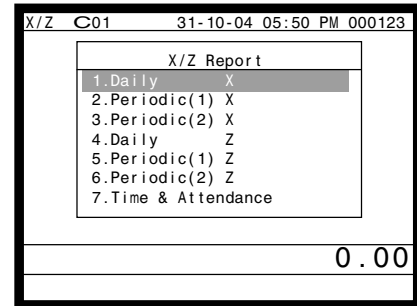 X/Z C01 31-10-04 05:50 PM 000123
X/Z Report
1.Daily X
2.Periodic(1) X
3.Periodic(2) X
4.Daily Z
5.Periodic(1) Z
6.Periodic(2) Z
7.Time & Attendance
0.00